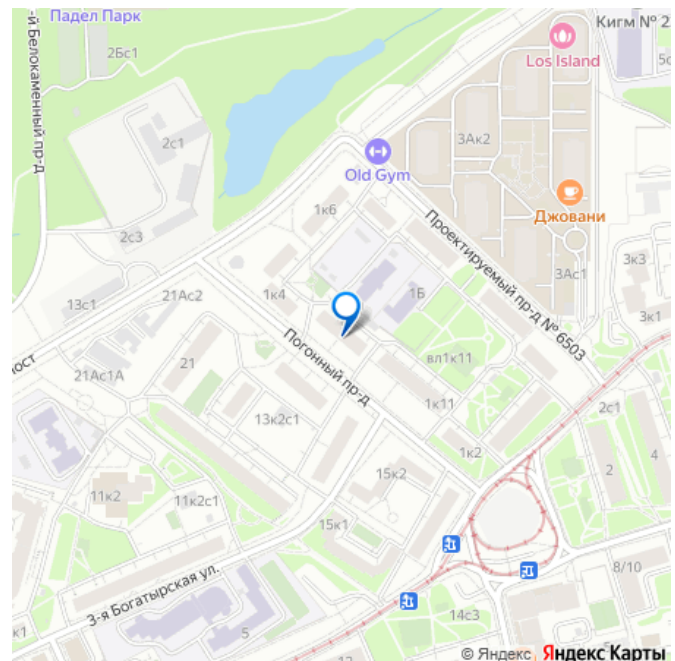 Падел Парк
2Бс1
-й Белокаменный пр-д
Кигм № 2
Los Island
5с
2с1
3Ак2
Old Gym
Джовани
1к6
2с3
Проектируемый пр-д № 6503
3к3
3Ас1
21Ас2
1к4
1Б
13с1
3к1
ост
21
Погонный пр-д
вл1к11
21Ас1А
1к11
2с1
13к2с1
1к2
2
4
15к2
11к2
11к2с1
15к1
3-я Богатырская ул.
8/10
14с3
к1
5
© Яндекс Яндекс Карты